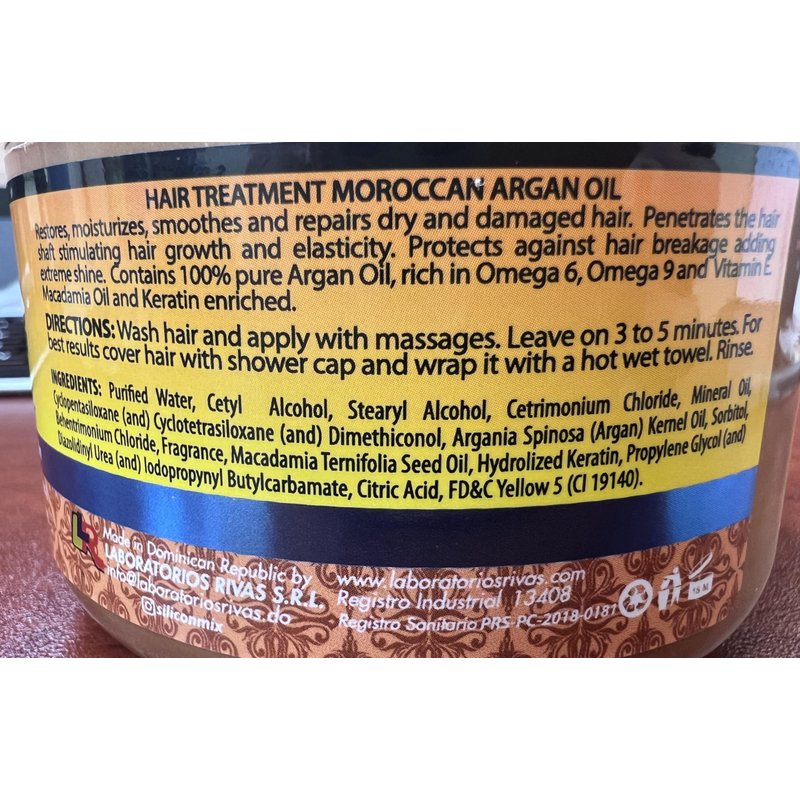 HAIR TREATMENT MOROCCAN ARGAN OIL
Restores, moisturizes, smoothes and repairs dry and damaged hair. Penetrates the hair
shaft stimulating hair growth and elasticity. Protects against hair breakage adding
extreme shine. Contains 100% pure Argan Oil, rich in Omega 6, Omega 9 and Vitamin E.
Macadamia Oil and Keratin enriched.
DIRECTIONS: Wash hair and apply with massages. Leave on 3 to 5 minutes. For
best results cover hair with shower cap and wrap it with a hot wet towel. Rinse.
INGREDIENTS: Purified Water, Cetyl Alcohol, Stearyl Alcohol, Cetrimonium Chloride, Mineral Oil,
Cyclopentasiloxane (and) Cyclotetrasiloxane (and) Dimethiconol, Argania Spinosa (Argan) Kernel Oil, Sorbitol,
Behentrimonium Chloride, Fragrance, Macadamia Ternifolia Seed Oil, Hydrolized Keratin, Propylene Glycol (and)
Diazolidinyl Urea (and) Iodopropynyl Butylcarbamate, Citric Acid, FD&C Yellow 5 (CI 19140).
LR
Made in Dominican Republic by
LABORATORIOS RIVAS S.R.L.
info@laboratoriosrivas.do
siliconmix
www.laboratoriosrivas.com
Registro Industrial 13408
Registro Sanitario PRS-PC-2018-0181